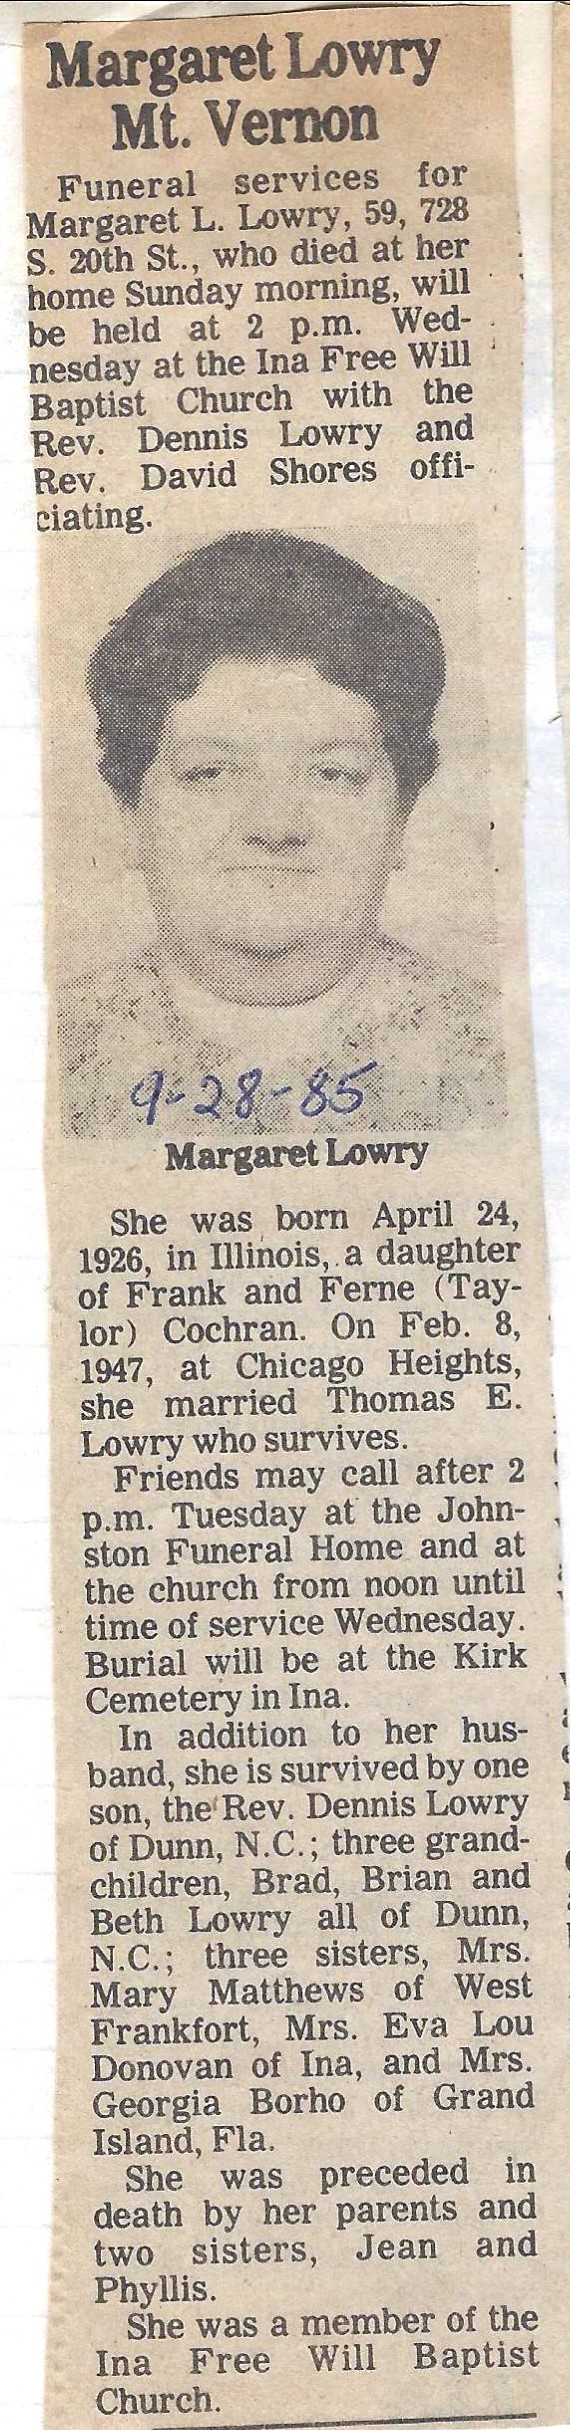 Margaret Lowry
Mt. Vernon
Funeral services for
Margaret L. Lowry, 59, 728
S. 20th St., who died at her
home Sunday morning, will
be held at 2 p.m. Wed-
nesday at the Ina Free Will
Baptist Church with the
Rev. Dennis Lowry and
Rev. David Shores offi-
ciating.
9-28-85
Margaret Lowry
She was born April 24,
1926, in Illinois, a daughter
of Frank and Ferne (Tay-
lor) Cochran. On Feb. 8,
1947, at Chicago Heights,
she married Thomas E.
Lowry who survives.
Friends may call after 2
p.m. Tuesday at the John-
ston Funeral Home and at
the church from noon until
time of service Wednesday.
Burial will be at the Kirk
Cemetery in Ina.
In addition to her hus-
band, she is survived by one
son, the Rev. Dennis Lowry
of Dunn, N.C.; three grand-
children, Brad, Brian and
Beth Lowry all of Dunn,
N.C.; three sisters, Mrs.
Mary Matthews of West
Frankfort, Mrs. Eva Lou
Donovan of Ina, and Mrs.
Georgia Borho of Grand
Island, Fla.
She was preceded in
death by her parents and
two sisters, Jean and
Phyllis.
She was a member of the
Ina Free Will Baptist
Church.